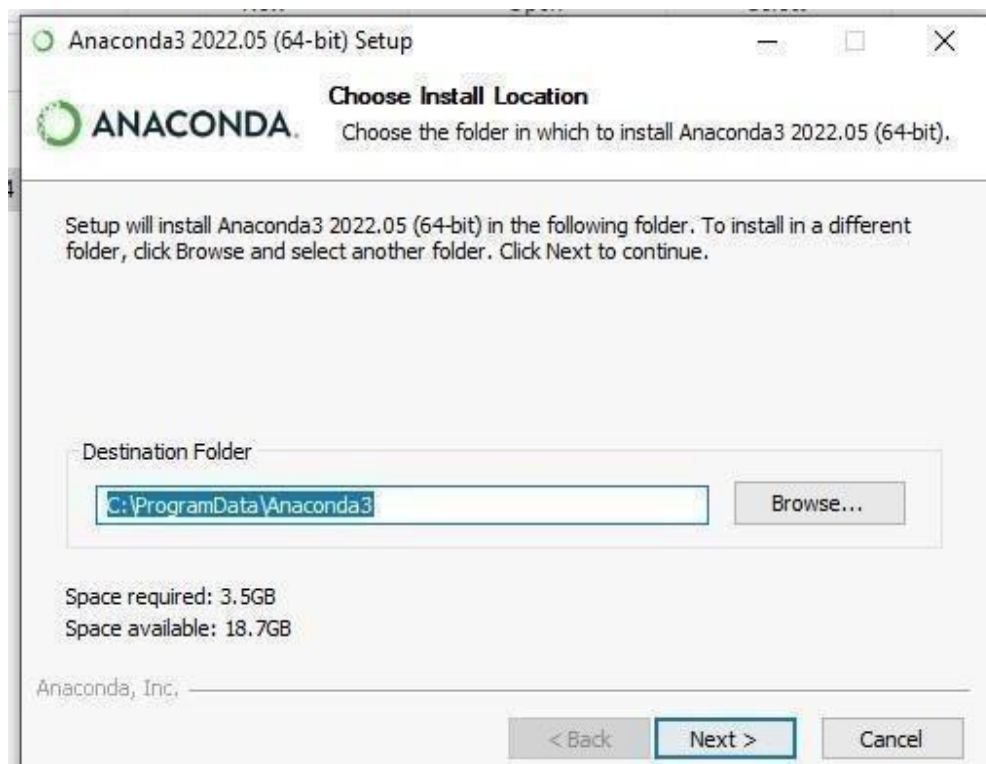 Anaconda3 2022.05 (64-bit) Setup
ANACONDA.
Choose Install Location
Choose the folder in which to install Anaconda3 2022.05 (64-bit).
4
Setup will install Anaconda3 2022.05 (64-bit) in the following folder. To install in a different
folder, click Browse and select another folder. Click Next to continue.
Destination Folder
C:\ProgramData\Anaconda3
Browse...
Space required: 3.5GB
Space available: 18.7GB
Anaconda, Inc.
< Back
Next >
Cancel